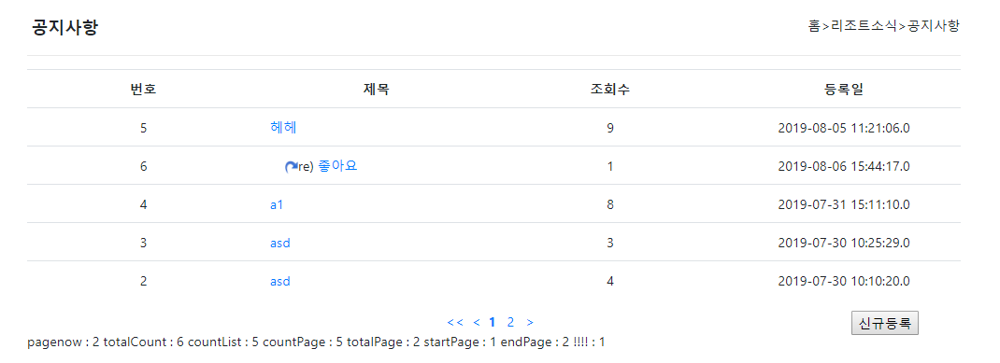 공지사항
홈>리조트소식>공지사항
번호 제목 조회수 등록일
5 헤헤 9 2019-08-05 11:21:06.0
6 re) 좋아요 1 2019-08-06 15:44:17.0
4 a1 8 2019-07-31 15:11:10.0
3 asd 3 2019-07-30 10:25:29.0
2 asd 4 2019-07-30 10:10:20.0
<< < 1 2 > 신규등록
pagenow : 2 totalCount : 6 countList : 5 countPage : 5 totalPage : 2 startPage : 1 endPage : 2 !!!! : 1